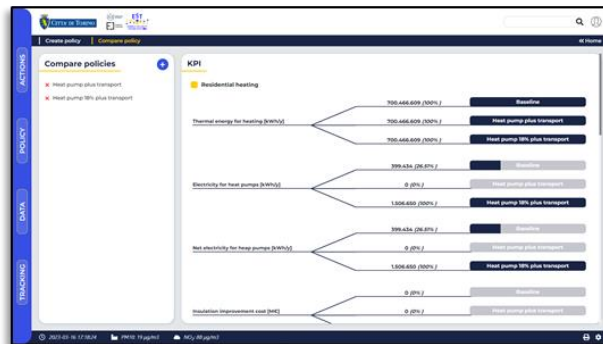 CITTÀ DI TORINO
EST
Create policy
Compare policy
Home
ACTIONS
POLICY
DATA
TRACKING
Compare policies
Heat pump plus transport
Heat pump 18% plus transport
KPI
Residential heating
Thermal energy for heating [kWh/y]
700.466.609 (100%)
Baseline
700.466.609 (100%)
Heat pump plus transport
700.466.609 (100%)
Heat pump 18% plus transport
Electricity for heat pumps [kWh/y]
399.434 (26.51%)
Baseline
0 (0%)
Heat pump plus transport
1.506.650 (100%)
Heat pump 18% plus transport
Net electricity for heap pumps [kWh/y]
399.434 (26.51%)
Baseline
0 (0%)
Heat pump plus transport
1.506.650 (100%)
Heat pump 18% plus transport
Insulation improvement cost [M€]
0 (0%)
Baseline
0 (0%)
Heat pump plus transport
2023-03-16 17:18:24
PM10: 19 µg/m3
NO2: 80 µg/m3